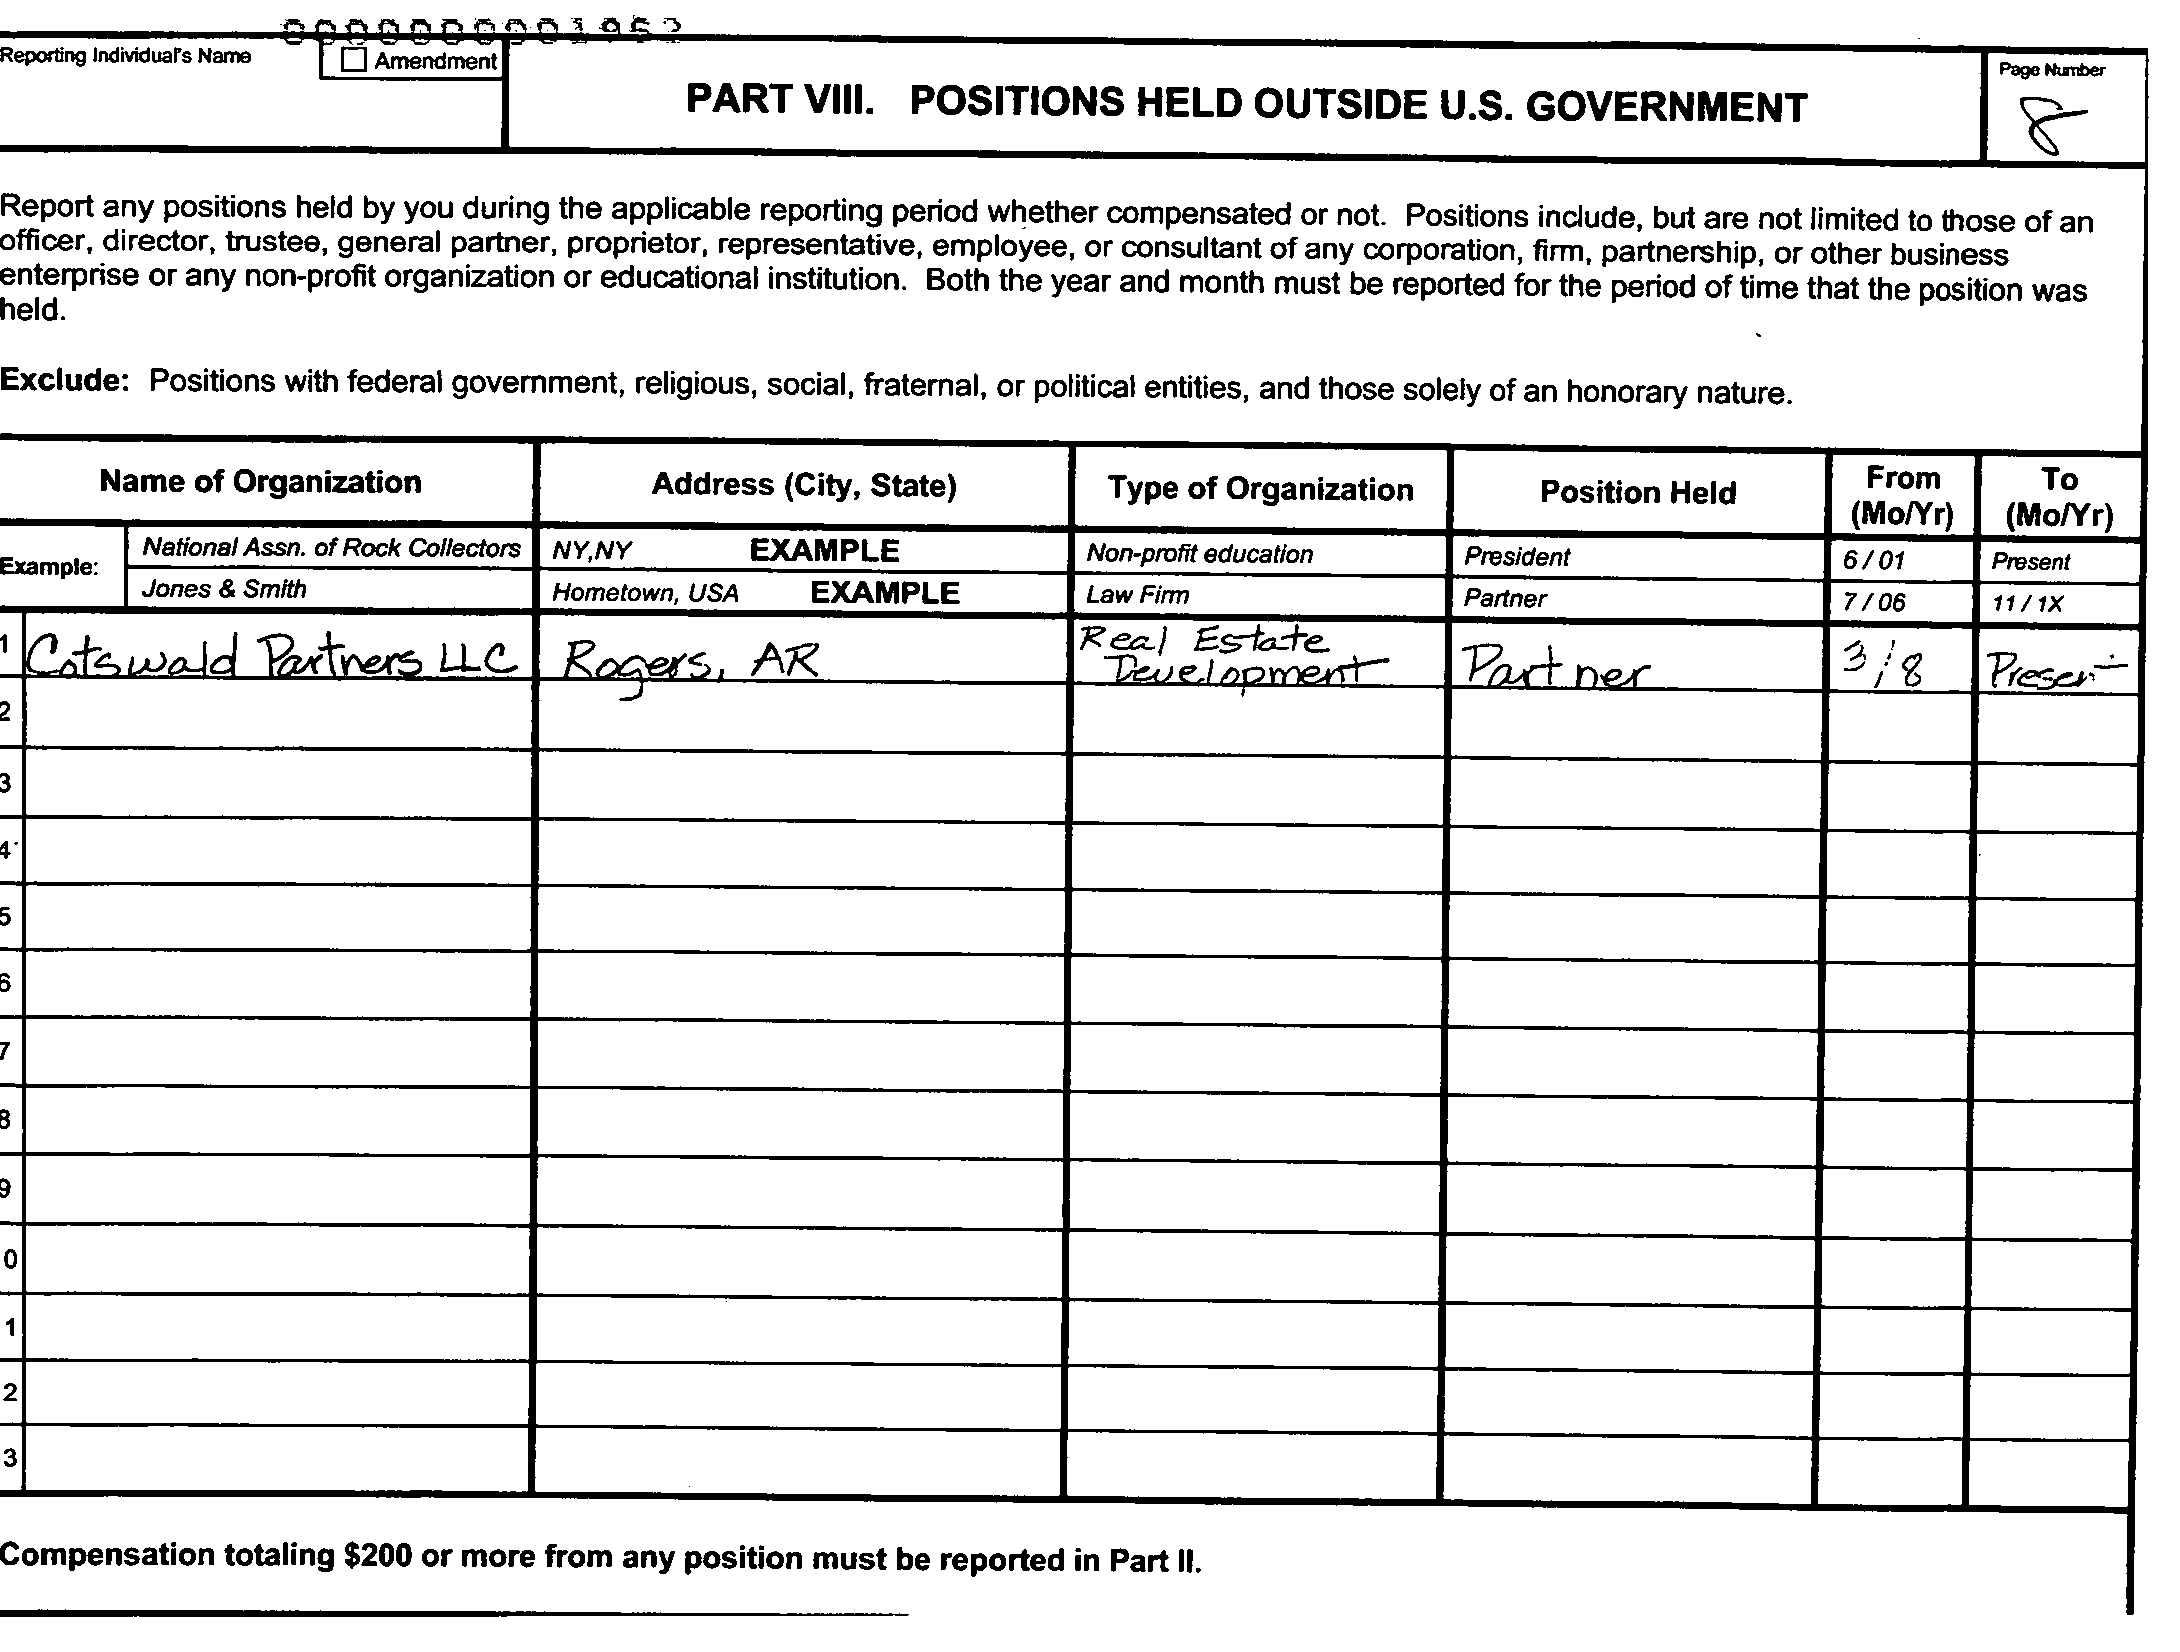 000000001952
Reporting Individual's Name
Amendment
PART VIII. POSITIONS HELD OUTSIDE U.S. GOVERNMENT
Page Number
8
Report any positions held by you during the applicable reporting period whether compensated or not. Positions include, but are not limited to those of an
officer, director, trustee, general partner, proprietor, representative, employee, or consultant of any corporation, firm, partnership, or other business
enterprise or any non-profit organization or educational institution. Both the year and month must be reported for the period of time that the position was
held.
Exclude: Positions with federal government, religious, social, fraternal, or political entities, and those solely of an honorary nature.
Name of Organization Address (City, State) Type of Organization Position Held From (Mo/Yr) To (Mo/Yr)
Example:
National Assn. of Rock Collectors NY,NY EXAMPLE Non-profit education President 6 / 01 Present
Jones & Smith Hometown, USA EXAMPLE Law Firm Partner 7 / 06 11 / 1X
1 Cotswald Partners LLC Rogers, AR Real Estate Development Partner 3/8 Present
2
3
4
5
6
7
8
9
0
1
2
3
Compensation totaling $200 or more from any position must be reported in Part II.